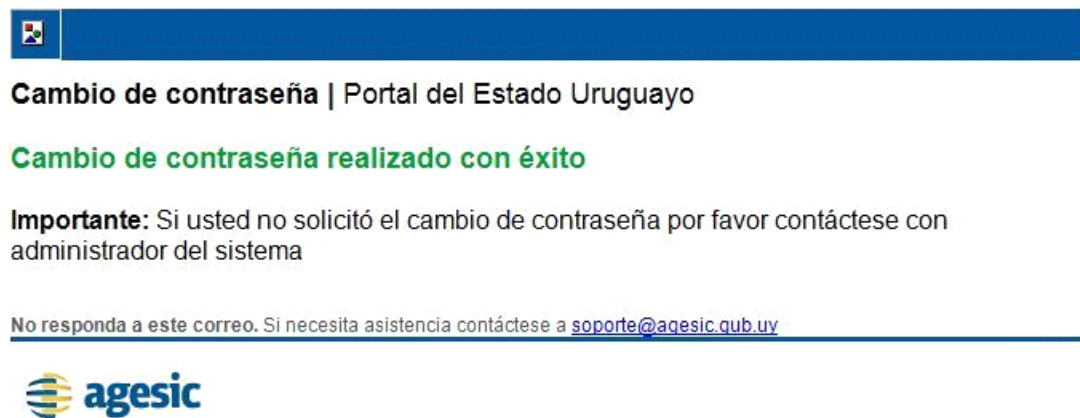 Cambio de contraseña | Portal del Estado Uruguayo
Cambio de contraseña realizado con éxito
Importante: Si usted no solicitó el cambio de contraseña por favor contáctese con
administrador del sistema
No responda a este correo. Si necesita asistencia contáctese a soporte@agesic.gub.uy
agesic